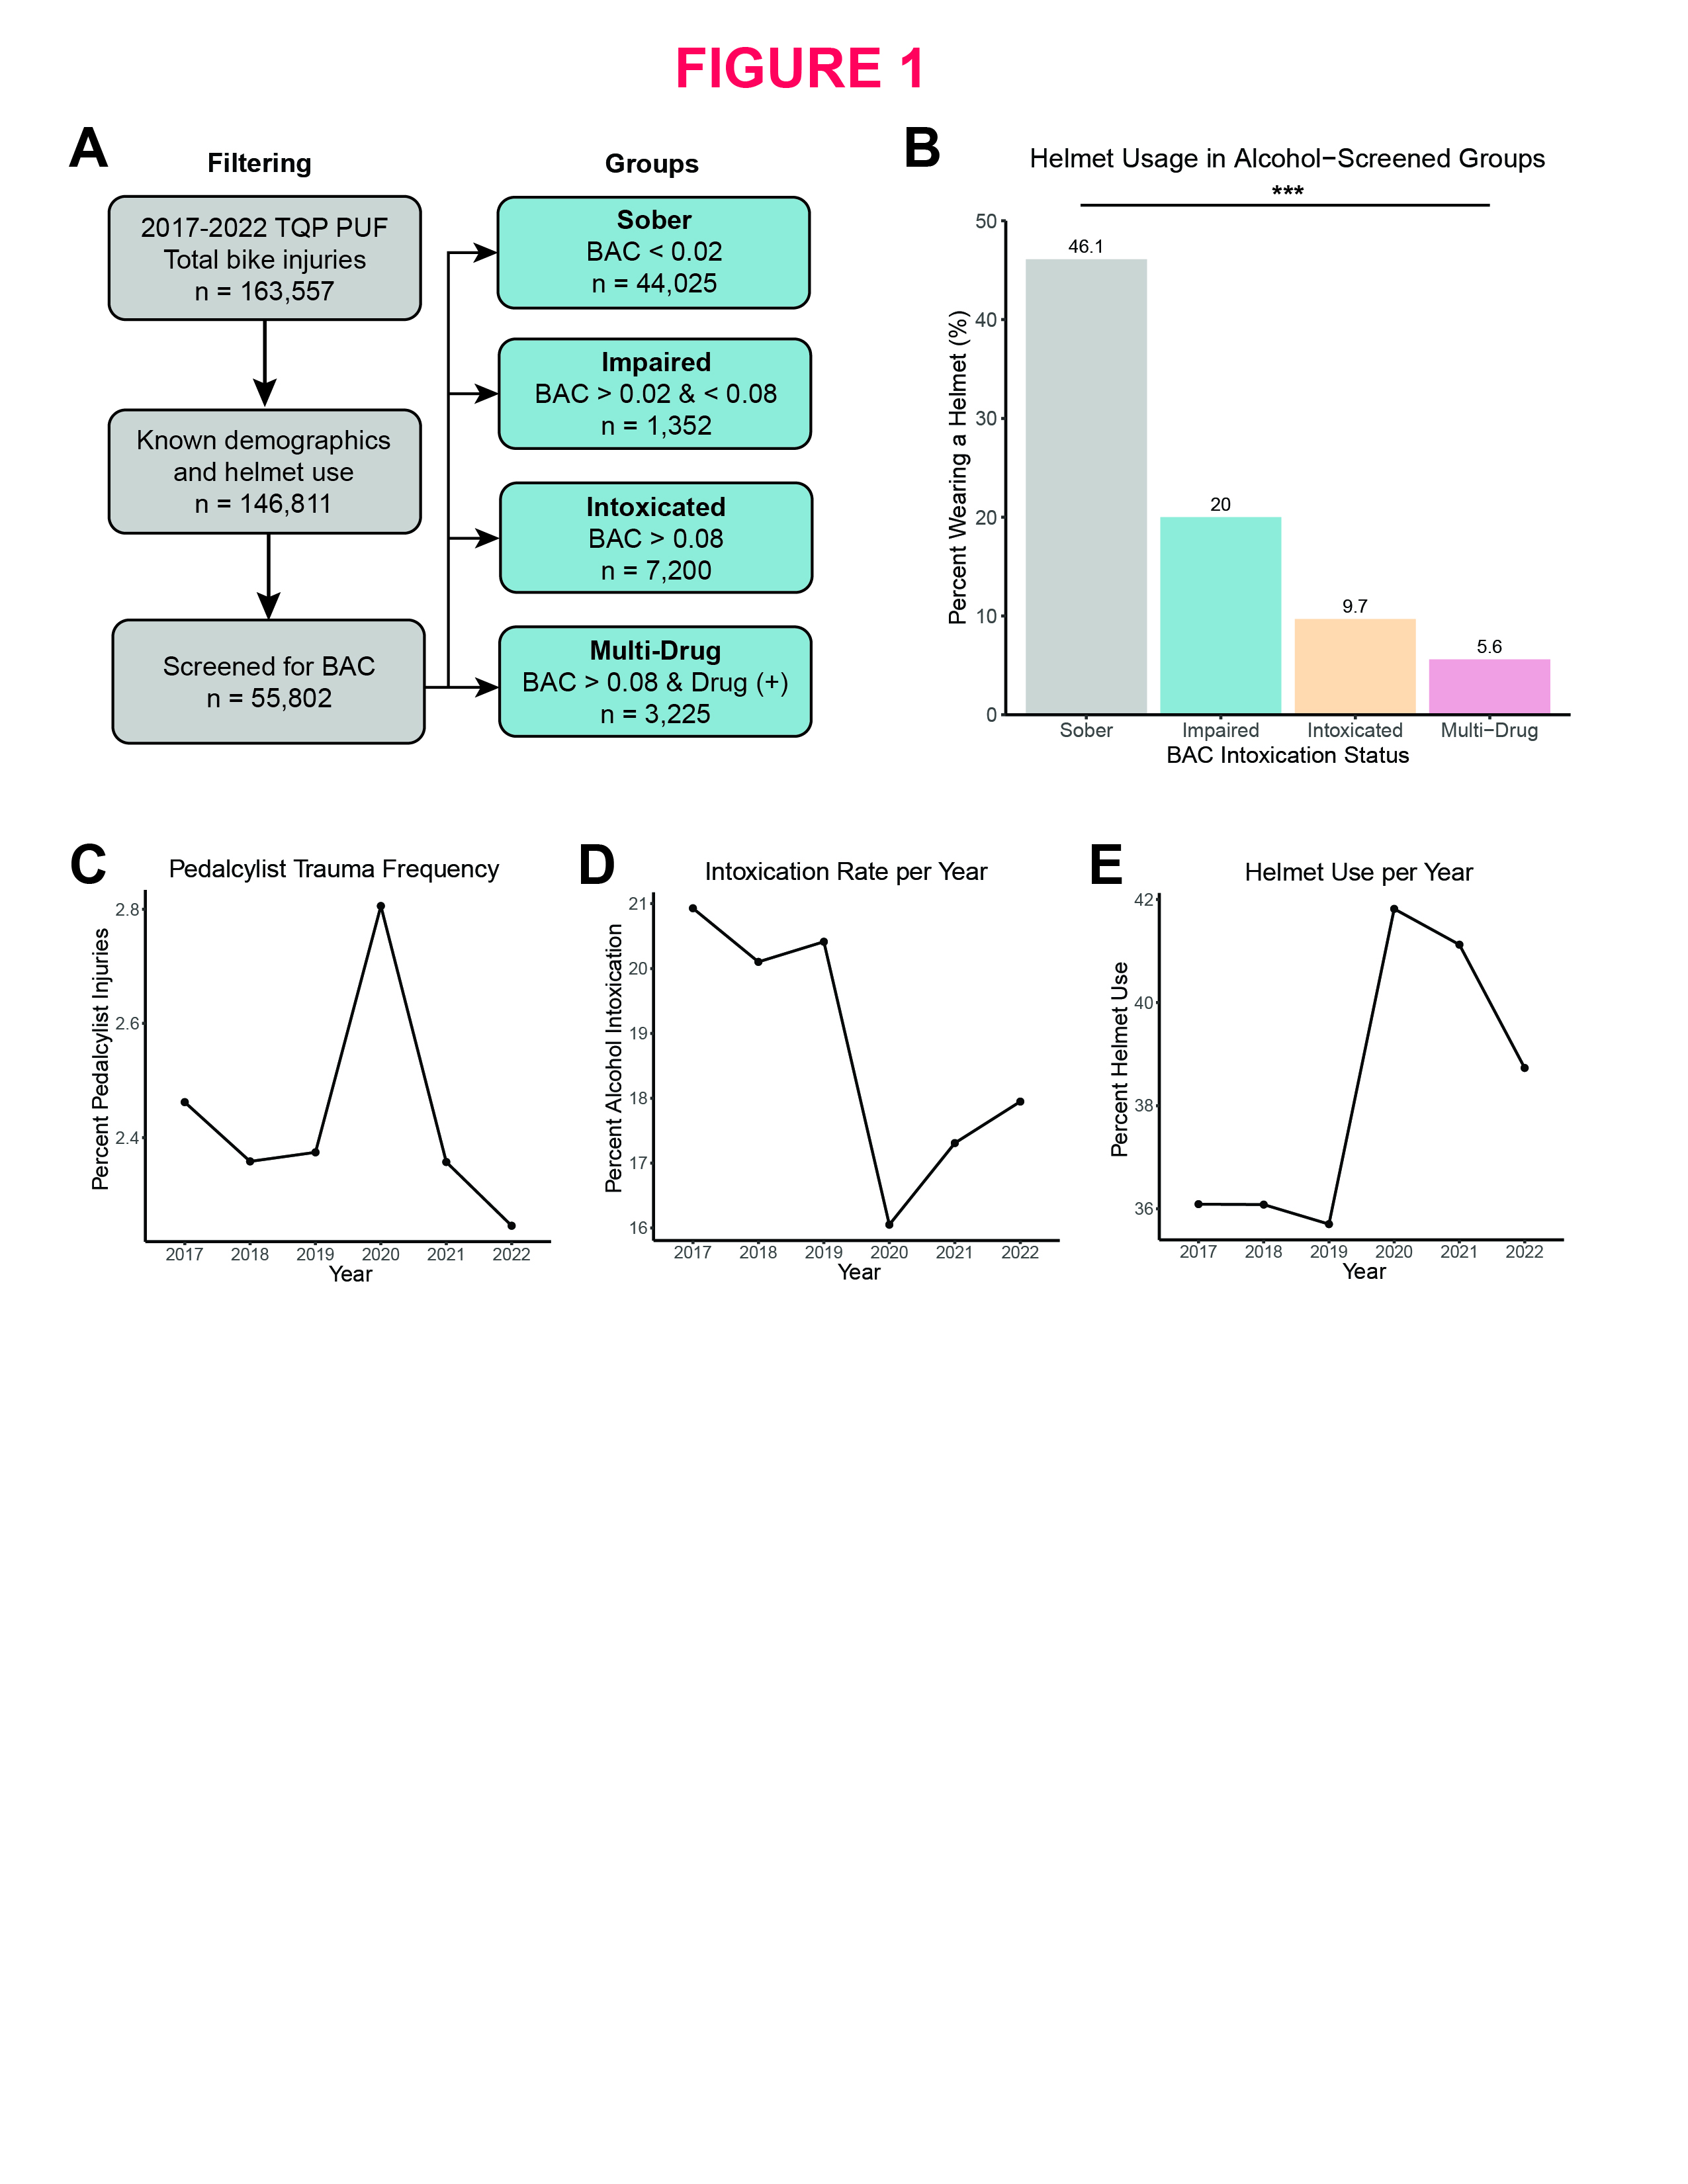 FIGURE 1
A
Filtering
2017-2022 TQP PUF
Total bike injuries
n = 163,557
Known demographics
and helmet use
n = 146,811
Screened for BAC
n = 55,802
Groups
Sober
BAC < 0.02
n = 44,025
Impaired
BAC > 0.02 & < 0.08
n = 1,352
Intoxicated
BAC > 0.08
n = 7,200
Multi-Drug
BAC > 0.08 & Drug (+)
n = 3,225
B
Helmet Usage in Alcohol−Screened Groups
***
Percent Wearing a Helmet (%)
50
40
30
20
10
0
46.1
20
9.7
5.6
Sober
Impaired
Intoxicated
Multi−Drug
BAC Intoxication Status
C
Pedalcylist Trauma Frequency
Percent Pedalcylist Injuries
2.8
2.6
2.4
2017 2018 2019 2020 2021 2022
Year
D
Intoxication Rate per Year
Percent Alcohol Intoxication
21
20
19
18
17
16
2017 2018 2019 2020 2021 2022
Year
E
Helmet Use per Year
Percent Helmet Use
42
40
38
36
2017 2018 2019 2020 2021 2022
Year